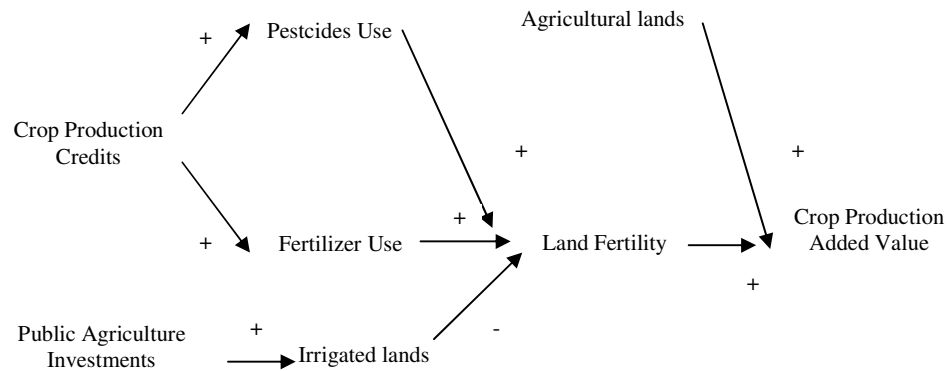 Pestcides Use
Agricultural lands
+
Crop Production
Credits
+
+
+
Crop Production
Added Value
+
+
Fertilizer Use
Land Fertility
+
Public Agriculture
Investments
+
Irrigated lands
-